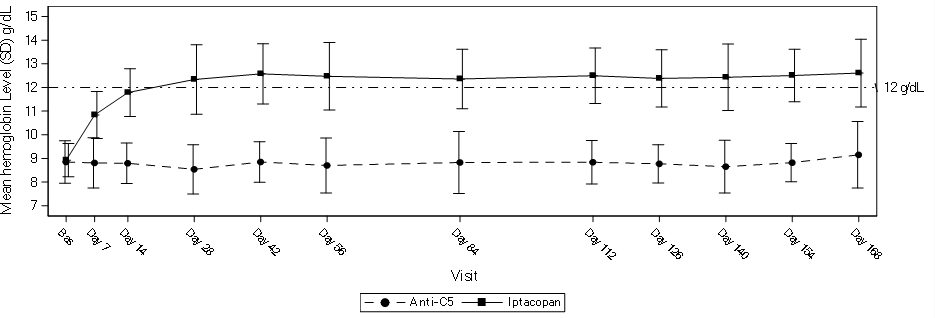 Mean hemoglobin Level (SD) g/dL
15
14
13
12
11
10
9
8
7
12 g/dL
Bas
Day 7
Day 14
Day 28
Day 42
Day 56
Day 84
Day 112
Day 126
Day 140
Day 154
Day 168
Visit
Anti-C5 Iptacopan